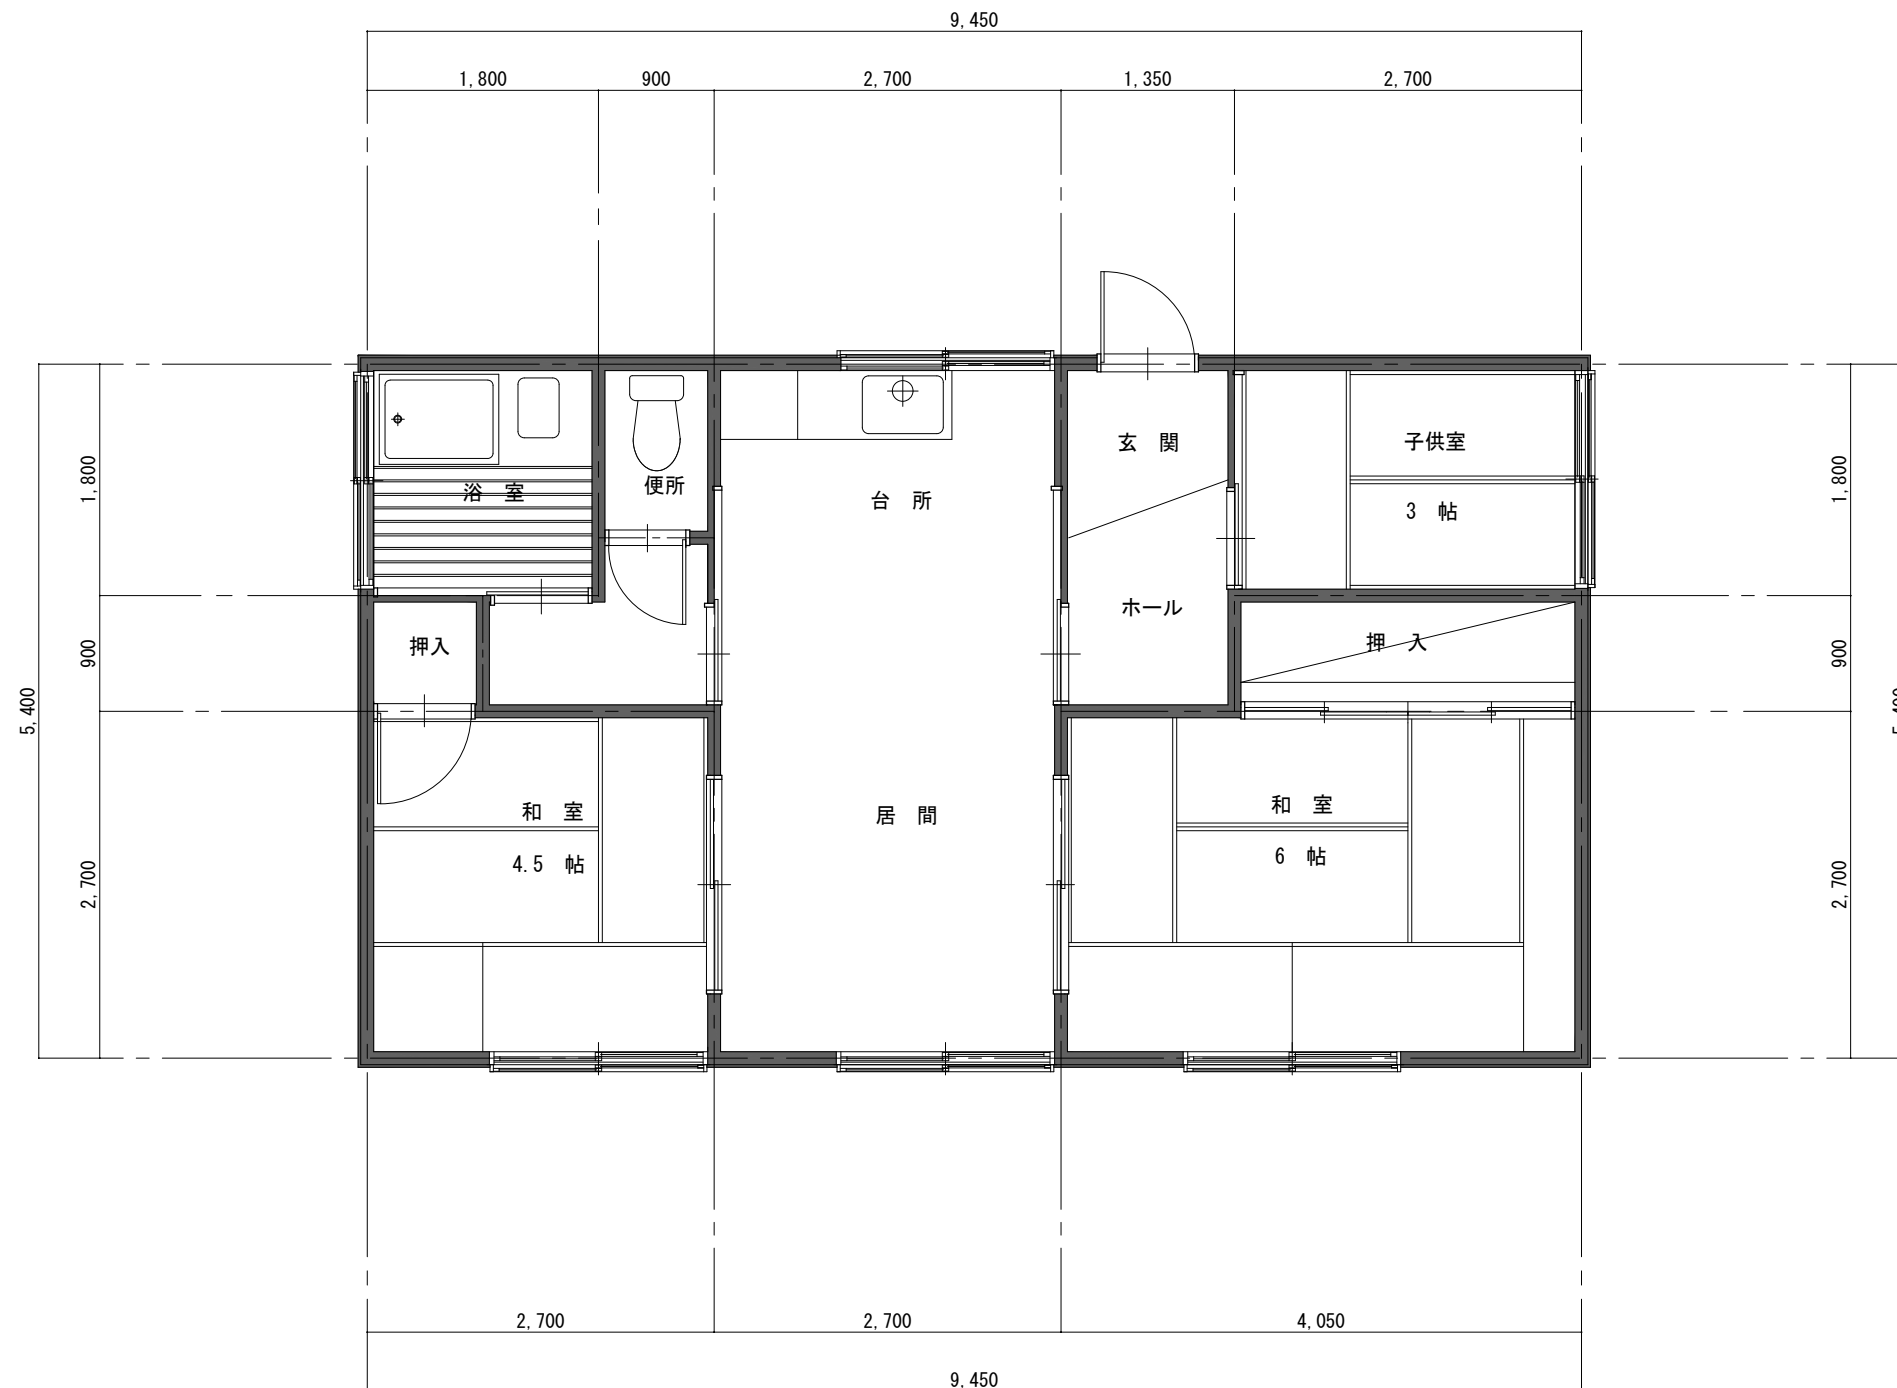 9,450
1,800 900 2,700 1,350 2,700
玄 関
子供室
浴 室
便所
台 所
3 帖
ホール
押入
押 入
和 室
4.5 帖
居 間
和 室
6 帖
1,800
900
2,700
5,400
1,800
900
2,700
5,400
2,700 2,700 4,050
9,450